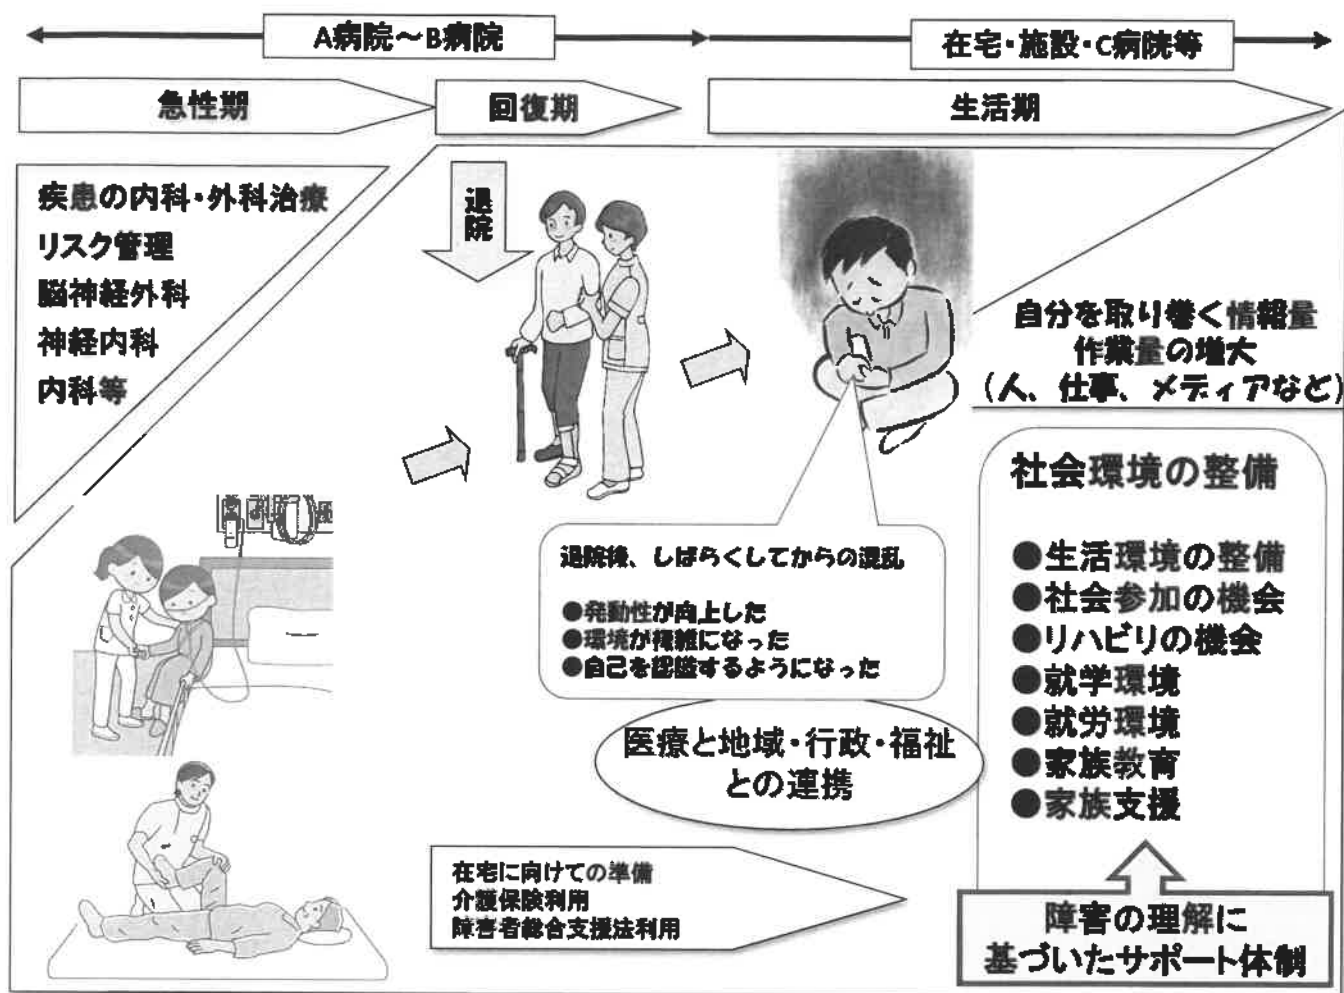 A病院～B病院
在宅・施設・C病院等
急性期
回復期
生活期
疾患の内科・外科治療
リスク管理
脳神経外科
神経内科
内科等
退院
自分を取り巻く情報量
作業量の増大
（人、仕事、メディアなど）
退院後、しばらくしてからの混乱
●発動性が向上した
●環境が複雑になった
●自己を認識するようになった
社会環境の整備
●生活環境の整備
●社会参加の機会
●リハビリの機会
●就学環境
●就労環境
●家族教育
●家族支援
医療と地域・行政・福祉
との連携
在宅に向けての準備
介護保険利用
障害者総合支援法利用
障害の理解に
基づいたサポート体制